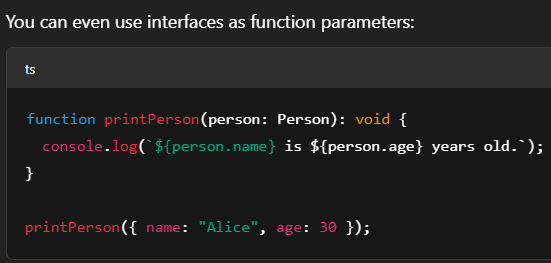 You can even use interfaces as function parameters:
ts
function printPerson(person: Person): void {
  console.log(`${person.name} is ${person.age} years old.`);
}
printPerson({ name: "Alice", age: 30 });